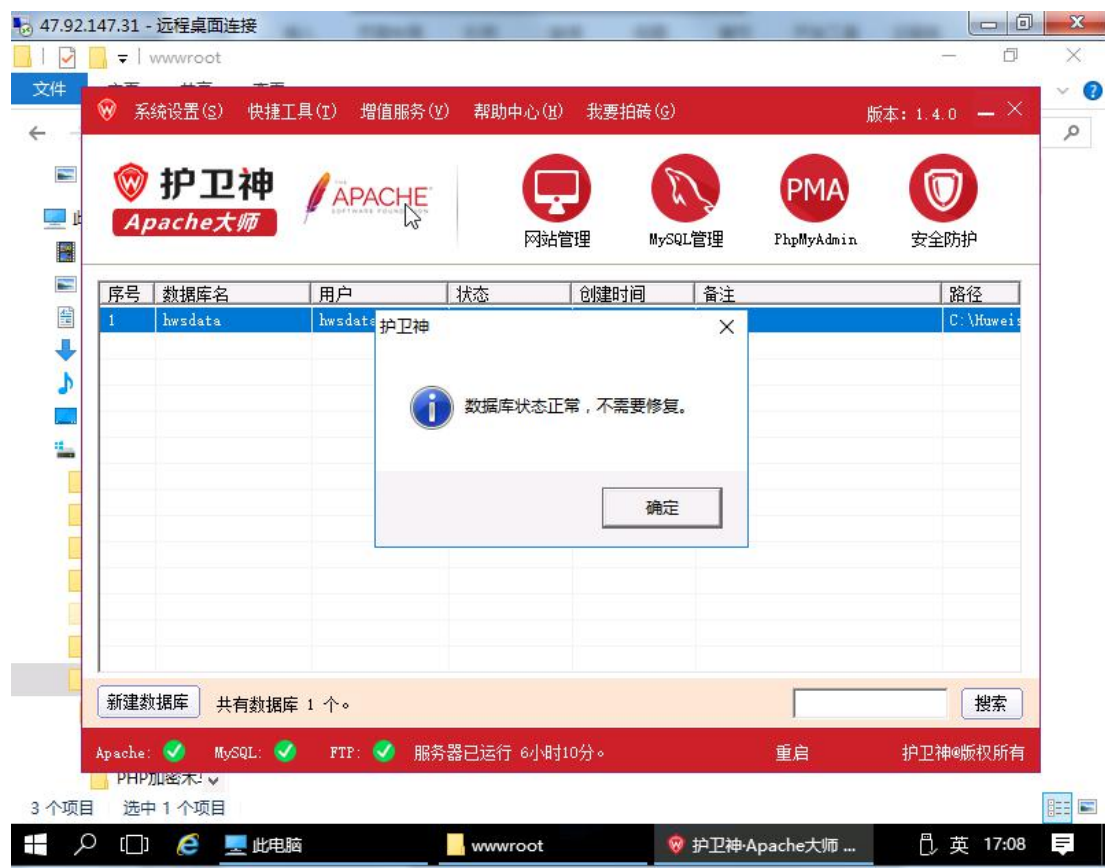 47.92.147.31 - 远程桌面连接
wwwroot
文件
系统设置(S) 快捷工具(T) 增值服务(V) 帮助中心(H) 我要拍砖(G) 版本: 1.4.0
护卫神
Apache大师
THE
APACHE
SOFTWARE FOUNDATION
PMA
网站管理 MySQL管理 PhpMyAdmin 安全防护
序号 数据库名 用户 状态 创建时间 备注 路径
1 hwsdata hwsdata C:\Huweis
护卫神
数据库状态正常，不需要修复。
确定
新建数据库 共有数据库 1 个。 搜索
Apache: MySQL: FTP: 服务器已运行 6小时10分。 重启 护卫神@版权所有
3 个项目 选中 1 个项目
此电脑 wwwroot 护卫神·Apache大师 ... 英 17:08